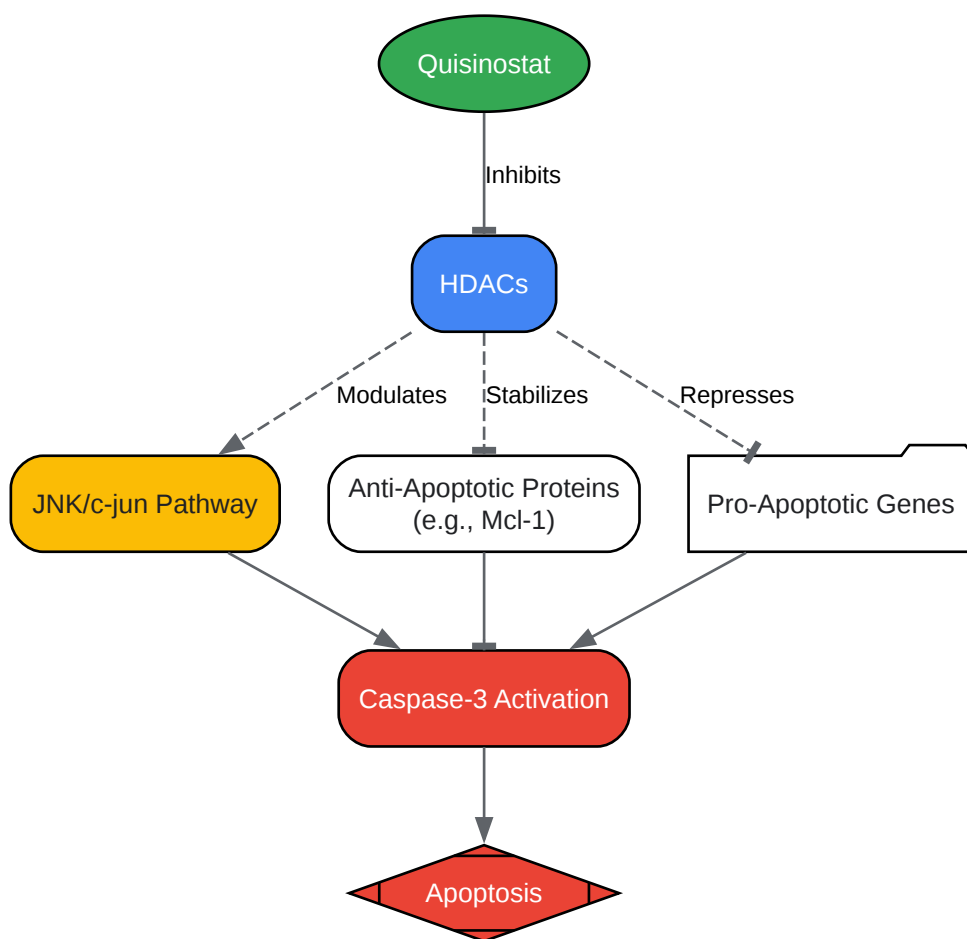 Quisinostat
Inhibits
HDACs
Modulates
Stabilizes
Represses
JNK/c-jun Pathway
Anti-Apoptotic Proteins
(e.g., Mcl-1)
Pro-Apoptotic Genes
Caspase-3 Activation
Apoptosis